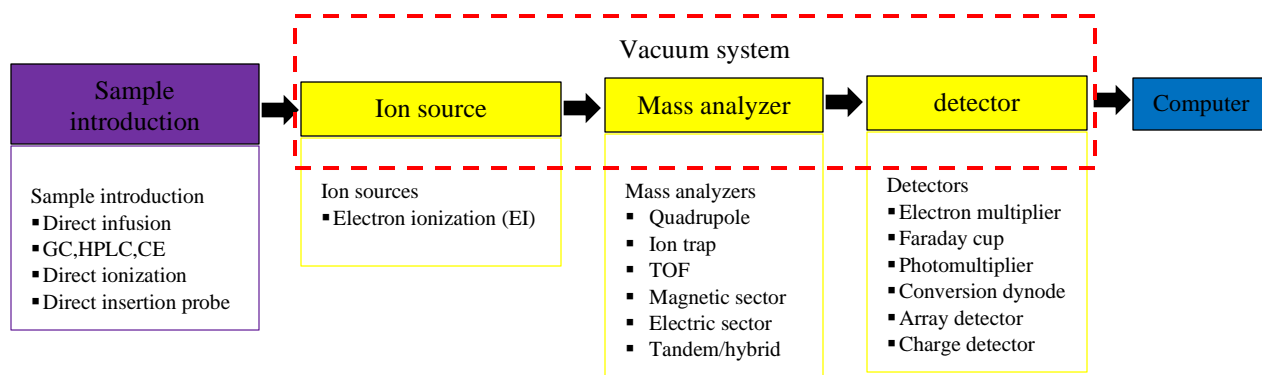 Vacuum system
Sample
introduction
Ion source
Mass analyzer
detector
Computer
Sample introduction
▪Direct infusion
▪GC,HPLC,CE
▪Direct ionization
▪Direct insertion probe
Ion sources
▪Electron ionization (EI)
Mass analyzers
▪ Quadrupole
▪ Ion trap
▪ TOF
▪ Magnetic sector
▪ Electric sector
▪ Tandem/hybrid
Detectors
▪Electron multiplier
▪Faraday cup
▪Photomultiplier
▪Conversion dynode
▪Array detector
▪Charge detector